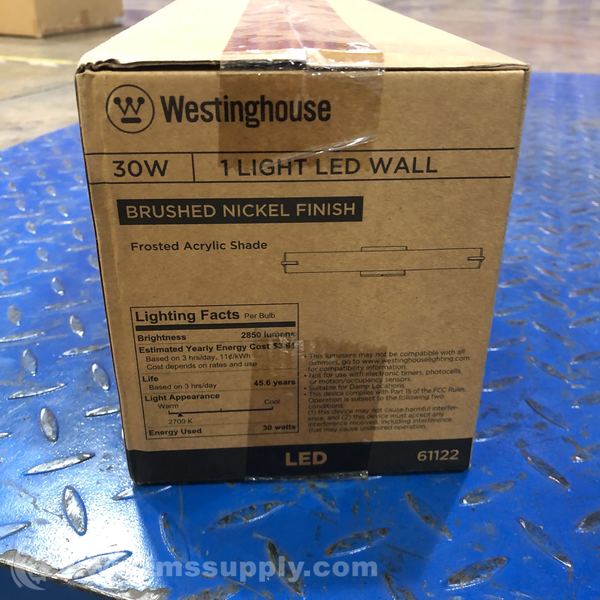 Westinghouse
30W 1 LIGHT LED WALL
BRUSHED NICKEL FINISH
Frosted Acrylic Shade
Lighting Facts Per Bulb
Brightness 2850 lumens
Estimated Yearly Energy Cost
Based on 3 hrs/day, 11¢/kWh
Cost depends on rates and use
Life
Based on 3 hrs/day 45.6 years
Light Appearance
Warm Cool
2700 K
Energy Used 30 watts
• This luminaire may not be compatible with all
dimmers, go to www.westinghouselighting.com
for compatibility information.
• Not for use with electronic timers, photocells,
or motion/occupancy sensors.
• Suitable for Damp Locations.
• This device complies with Part 15 of the FCC Rules.
Operation is subject to the following two
conditions:
(1) this device may not cause harmful interfer-
ence, and (2) this device must accept any
interference received, including interference
that may cause undesired operation.
LED 61122
mssupply.com